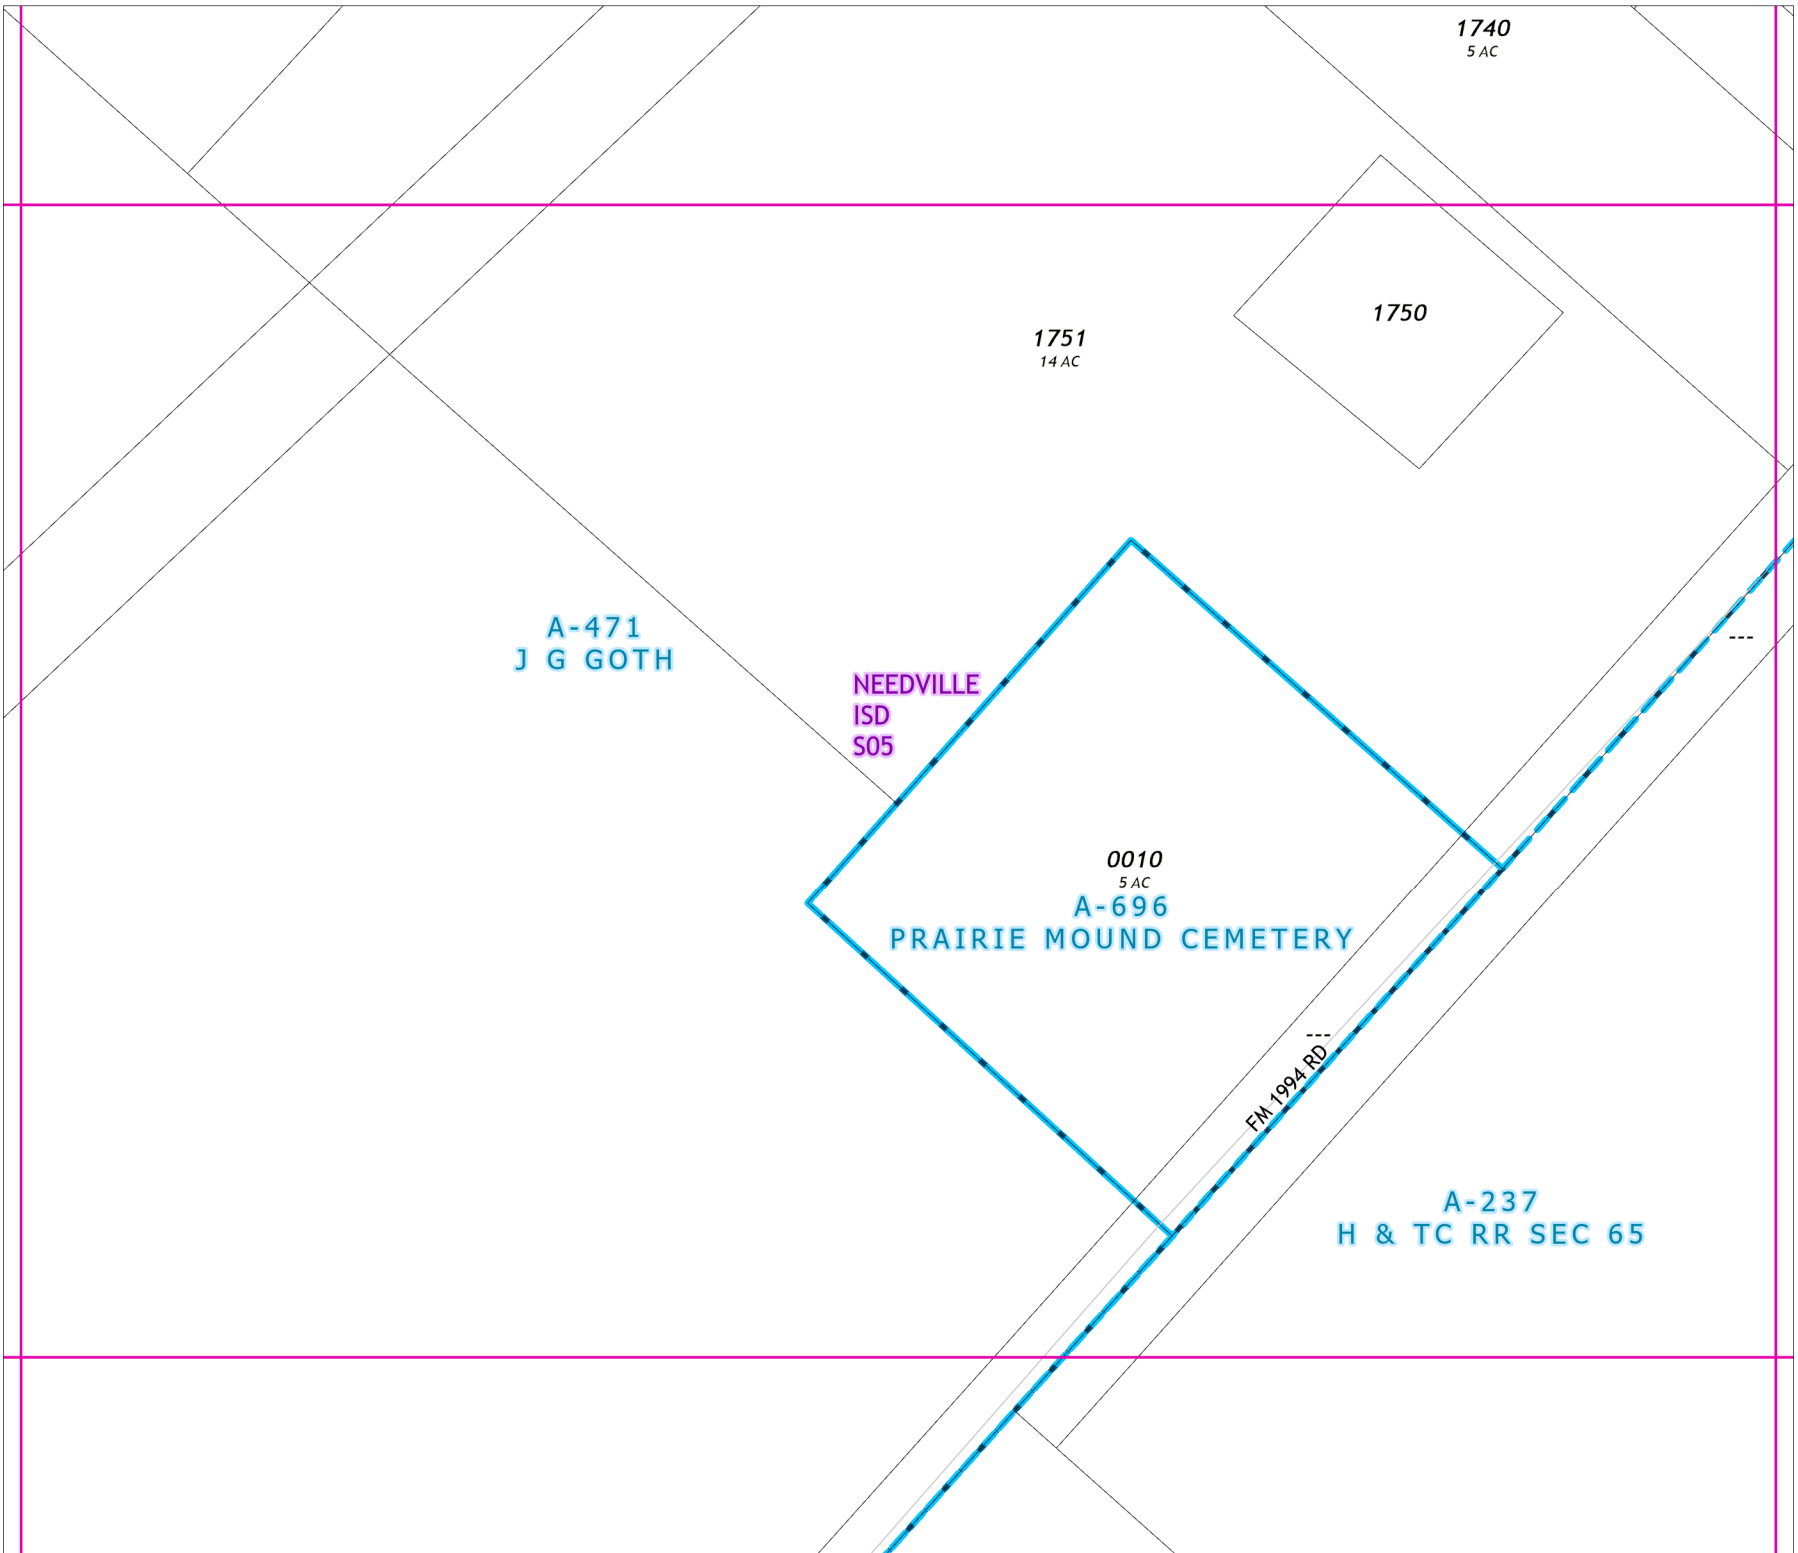 1740
5 AC
1750
1751
14 AC
A-471
J G GOTH
---
NEEDVILLE
ISD
S05
0010
5 AC
A-696
PRAIRIE MOUND CEMETERY
---
FM 1994 RD
A-237
H & TC RR SEC 65